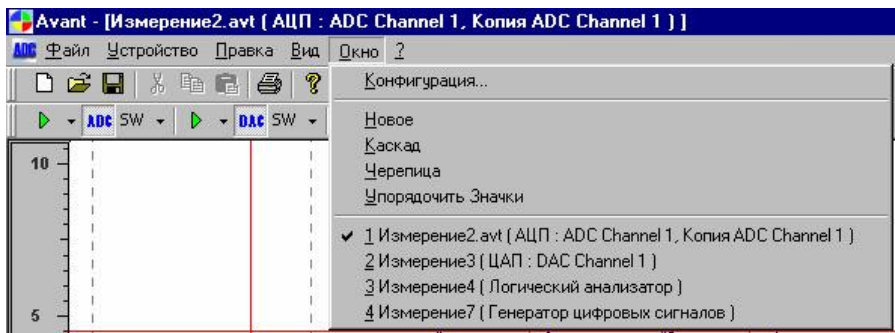 Avant - [Измерение2.avt ( АЦП : ADC Channel 1, Копия ADC Channel 1 ) ]
ADC Файл Устройство Правка Вид Окно ?
ADC SW DAC SW
Конфигурация...
Новое
Каскад
Черепица
Упорядочить Значки
✔ 1 Измерение2.avt ( АЦП : ADC Channel 1, Копия ADC Channel 1 )
2 Измерение3 ( ЦАП : DAC Channel 1 )
3 Измерение4 ( Логический анализатор )
4 Измерение7 ( Генератор цифровых сигналов )
10
5